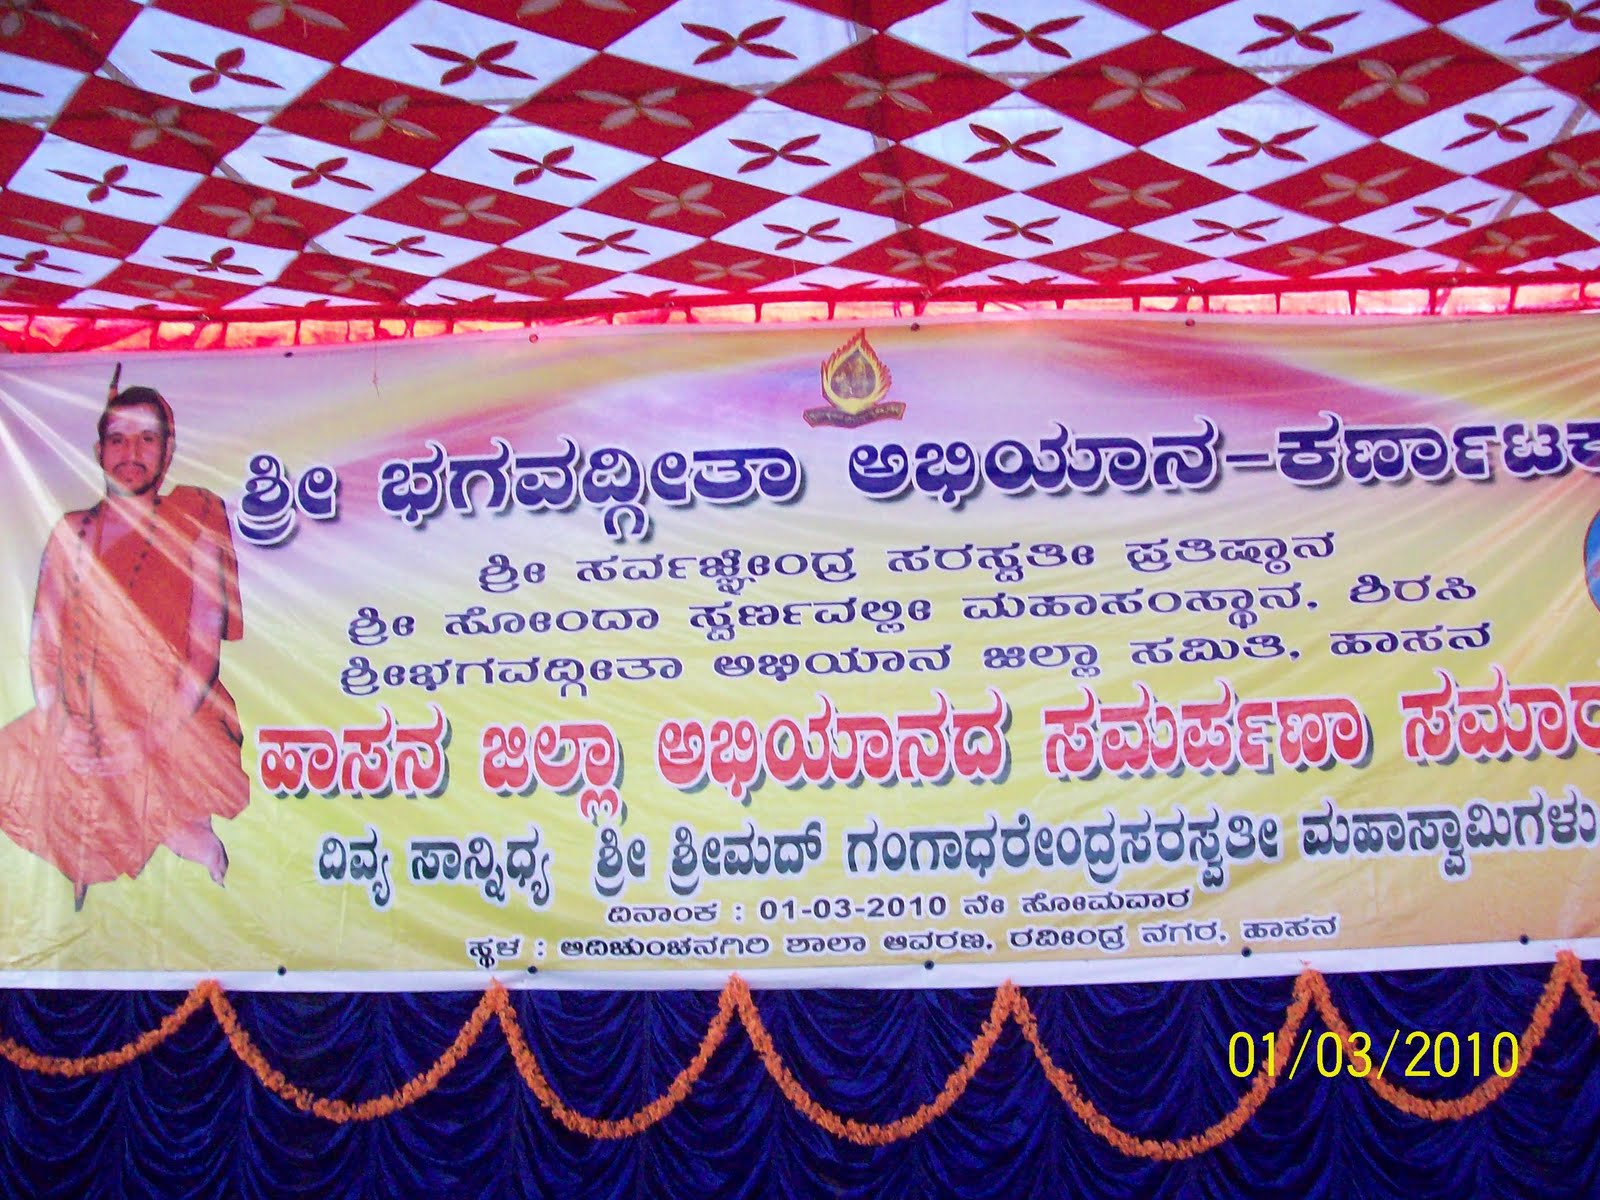 ಶ್ರೀ ಭಗವದ್ಗೀತಾ ಅಭಿಯಾನ-ಕರ್ಣಾಟಕ
ಶ್ರೀ ಸರ್ವಜ್ಞೇಂದ್ರ ಸರಸ್ವತೀ ಪ್ರತಿಷ್ಠಾನ
ಶ್ರೀ ಸೋಂದಾ ಸ್ವರ್ಣವಲ್ಲೀ ಮಹಾಸಂಸ್ಥಾನ, ಶಿರಸಿ
ಶ್ರೀಭಗವದ್ಗೀತಾ ಅಭಿಯಾನ ಜಿಲ್ಲಾ ಸಮಿತಿ, ಹಾಸನ
ಹಾಸನ ಜಿಲ್ಲಾ ಅಭಿಯಾನದ ಸಮರ್ಪಣಾ ಸಮಾರ
ದಿವ್ಯ ಸಾನ್ನಿಧ್ಯ ಶ್ರೀ ಶ್ರೀಮದ್ ಗಂಗಾಧರೇಂದ್ರಸರಸ್ವತೀ ಮಹಾಸ್ವಾಮಿಗಳು
ದಿನಾಂಕ : 01-03-2010 ನೇ ಸೋಮವಾರ
ಸ್ಥಳ : ಆದಿಚುಂಚನಗಿರಿ ಶಾಲಾ ಆವರಣ, ರವೀಂದ್ರ ನಗರ, ಹಾಸನ
01/03/2010